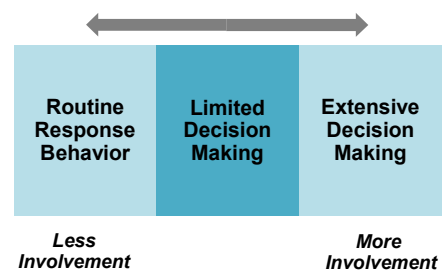 Routine
Response
Behavior
Limited
Decision
Making
Extensive
Decision
Making
Less
Involvement
More
Involvement